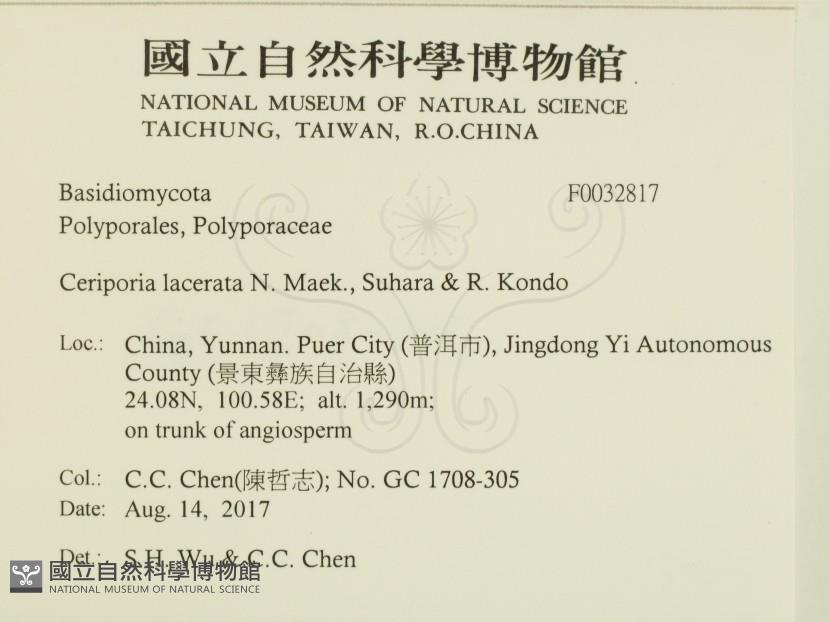 國立自然科學博物館
NATIONAL MUSEUM OF NATURAL SCIENCE
TAICHUNG, TAIWAN, R.O.CHINA
Basidiomycota F0032817
Polyporales, Polyporaceae
Ceriporia lacerata N. Maek., Suhara & R. Kondo
Loc.: China, Yunnan. Puer City (普洱市), Jingdong Yi Autonomous
County (景東彝族自治縣)
24.08N, 100.58E; alt. 1,290m;
on trunk of angiosperm
Col.: C.C. Chen(陳哲志); No. GC 1708-305
Date: Aug. 14, 2017
Det.: S.H. Wu & C.C. Chen
國立自然科學博物館
NATIONAL MUSEUM OF NATURAL SCIENCE